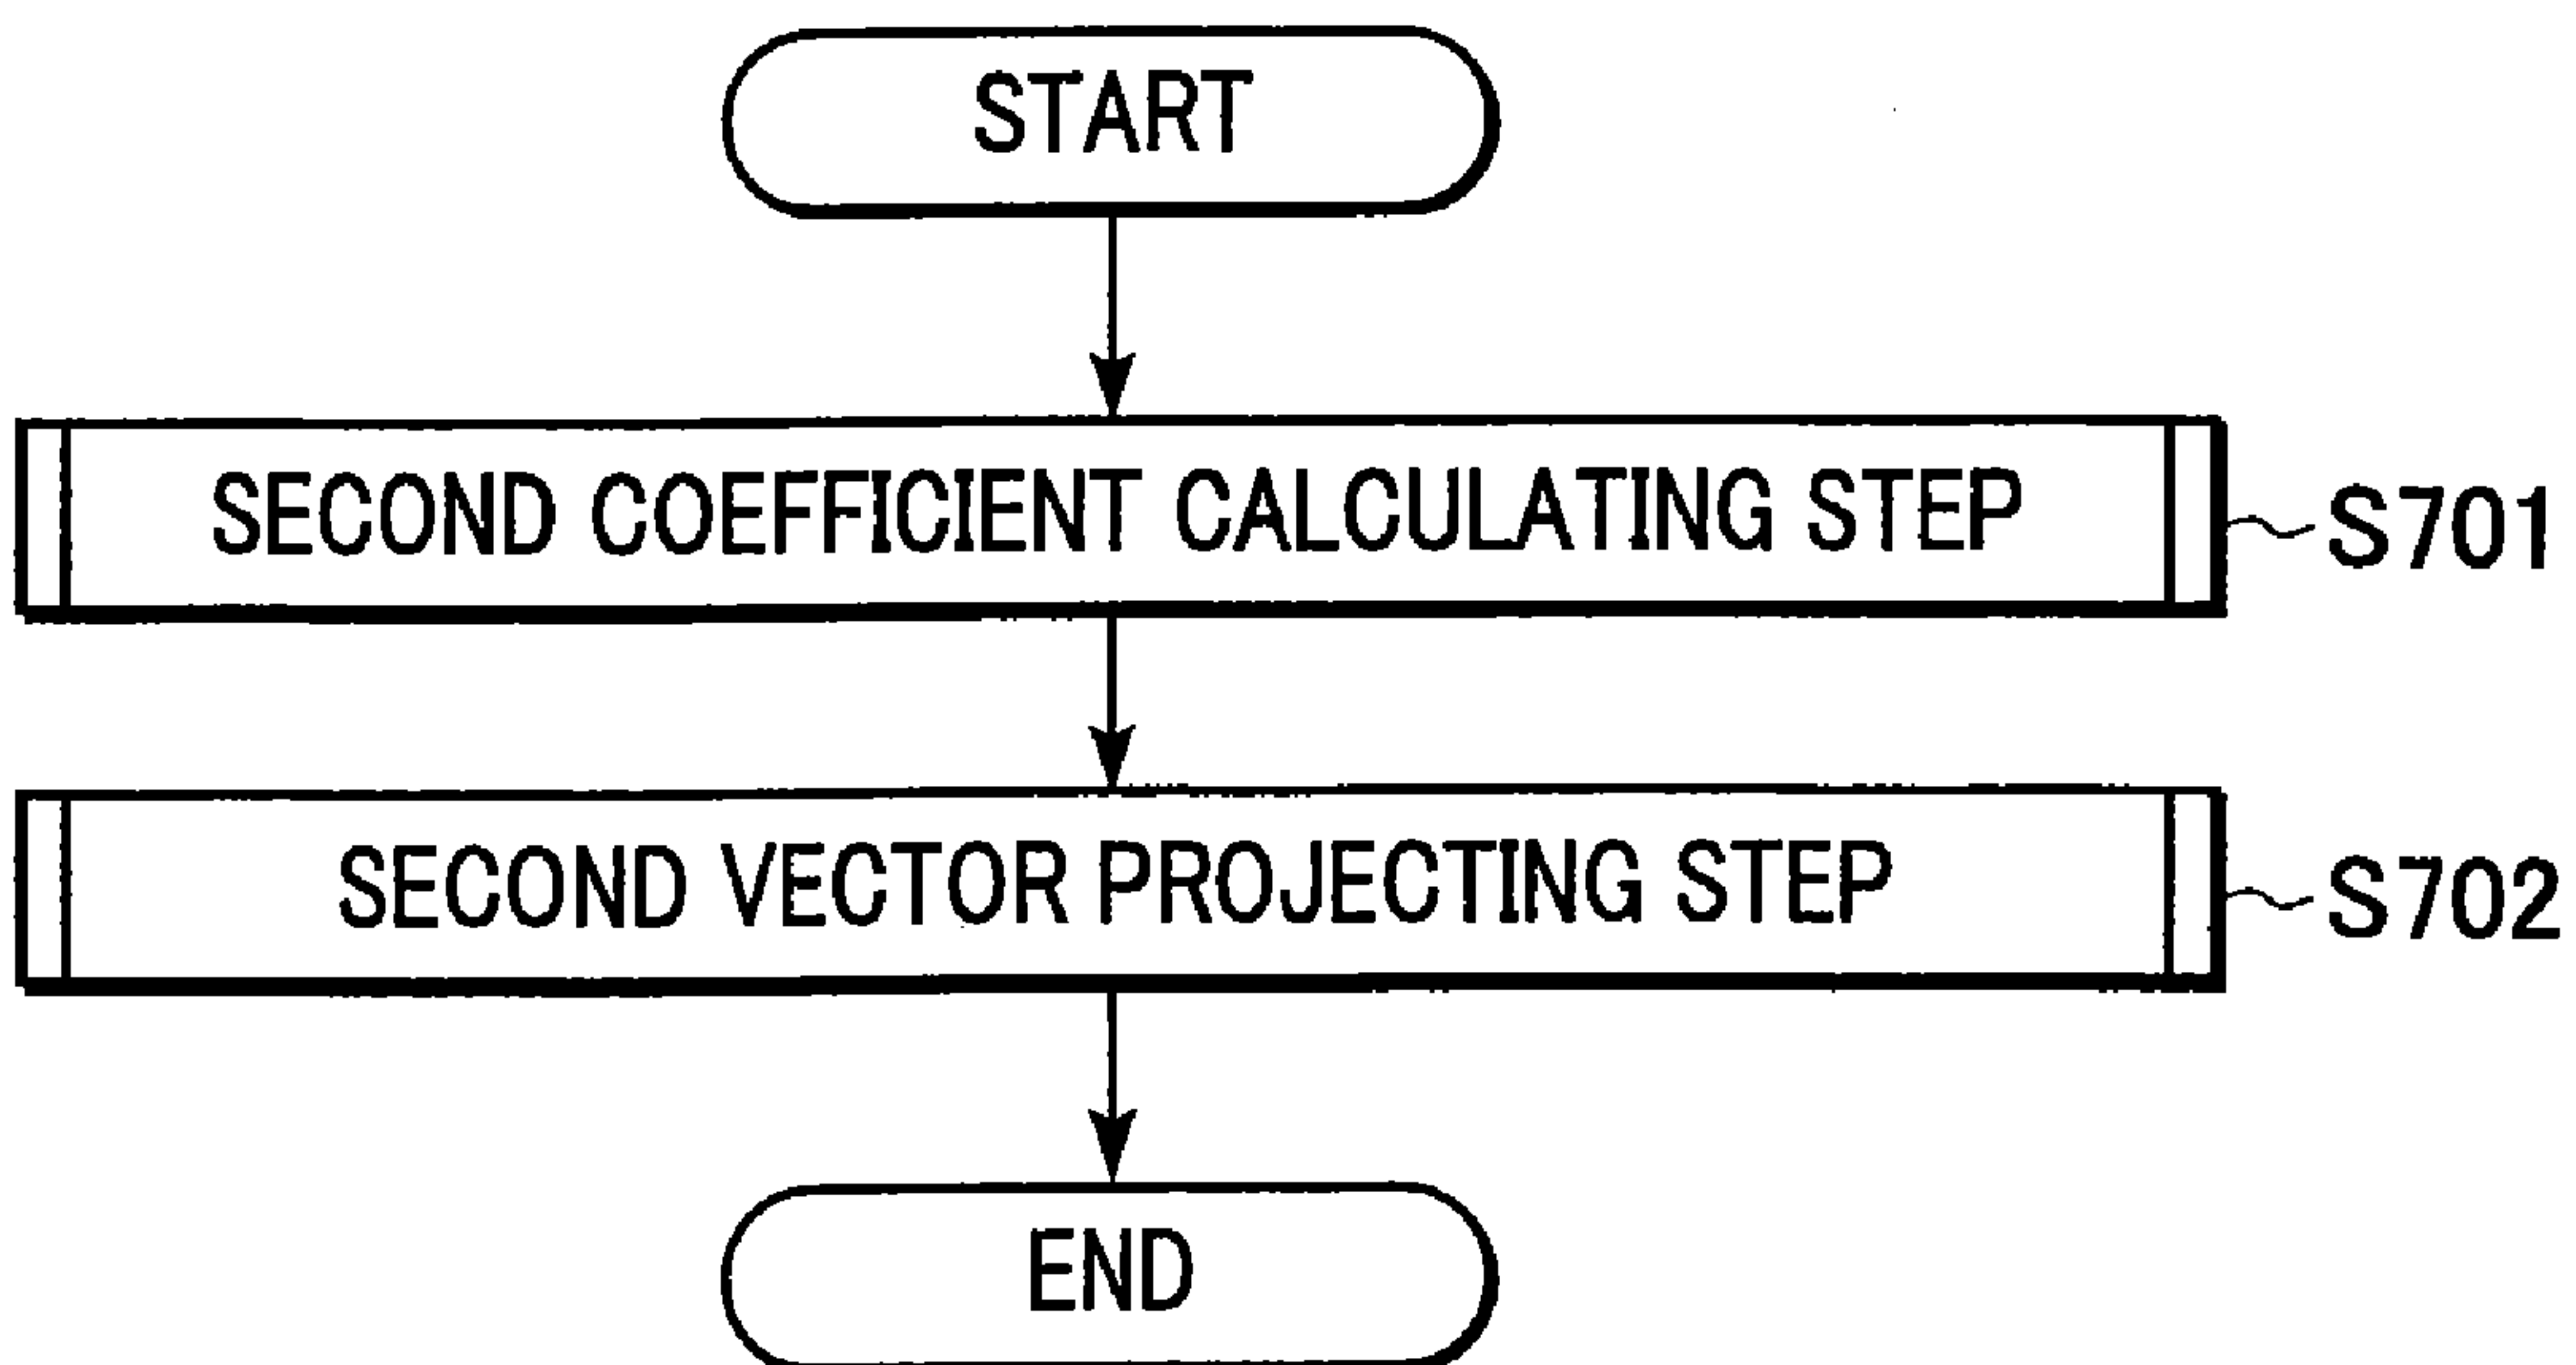 START
SECOND COEFFICIENT CALCULATING STEP S701
SECOND VECTOR PROJECTING STEP S702
END